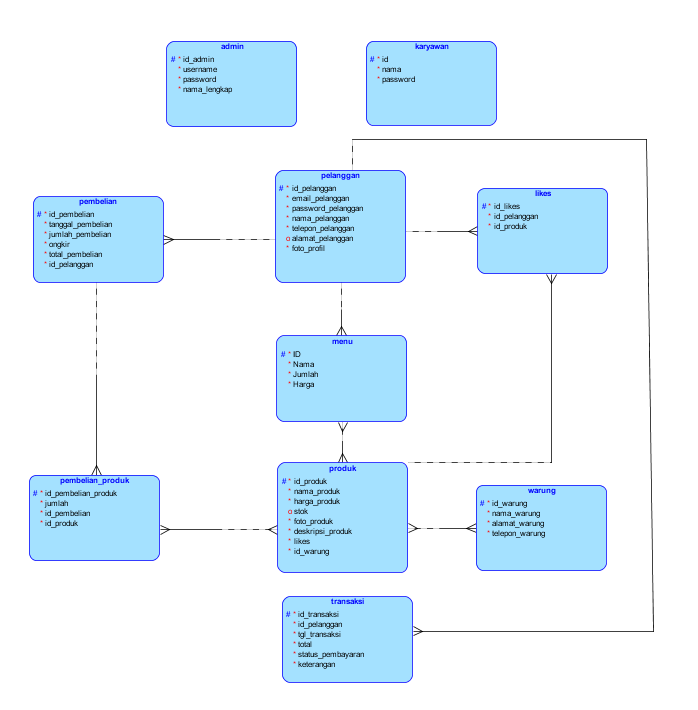 admin
# * id_admin
* username
* password
* nama_lengkap
karyawan
# * id
* nama
* password
pelanggan
# * id_pelanggan
* email_pelanggan
* password_pelanggan
* nama_pelanggan
* telepon_pelanggan
o alamat_pelanggan
* foto_profil
pembelian
# * id_pembelian
* tanggal_pembelian
* jumlah_pembelian
* ongkir
* total_pembelian
* id_pelanggan
likes
# * id_likes
* id_pelanggan
* id_produk
menu
# * ID
* Nama
* Jumlah
* Harga
pembelian_produk
# * id_pembelian_produk
* jumlah
* id_pembelian
* id_produk
produk
# * id_produk
* nama_produk
* harga_produk
o stok
* foto_produk
* deskripsi_produk
* likes
* id_warung
warung
# * id_warung
* nama_warung
* alamat_warung
* telepon_warung
transaksi
# * id_transaksi
* id_pelanggan
* tgl_transaksi
* total
* status_pembayaran
* keterangan